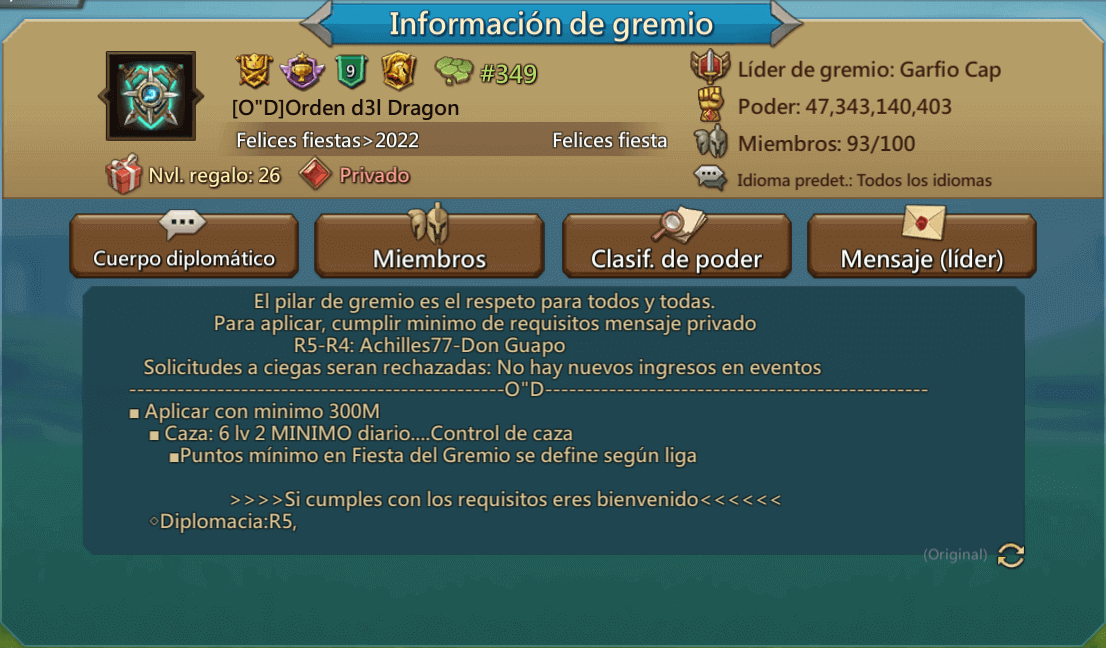 Información de gremio
9
#349
[O"D]Orden d3l Dragon
Felices fiestas>2022 Felices fiesta
Nvl. regalo: 26 Privado
Líder de gremio: Garfio Cap
Poder: 47,343,140,403
Miembros: 93/100
Idioma predet.: Todos los idiomas
Cuerpo diplomático
Miembros
Clasif. de poder
Mensaje (líder)
El pilar de gremio es el respeto para todos y todas.
Para aplicar, cumplir minimo de requisitos mensaje privado
R5-R4: Achilles77-Don Guapo
Solicitudes a ciegas seran rechazadas: No hay nuevos ingresos en eventos
-----------------------------------------------O"D------------------------------------------------
■ Aplicar con minimo 300M
■ Caza: 6 lv 2 MINIMO diario....Control de caza
■Puntos mínimo en Fiesta del Gremio se define según liga
>>>>Si cumples con los requisitos eres bienvenido<<<<<<
◇Diplomacia:R5,
(Original)